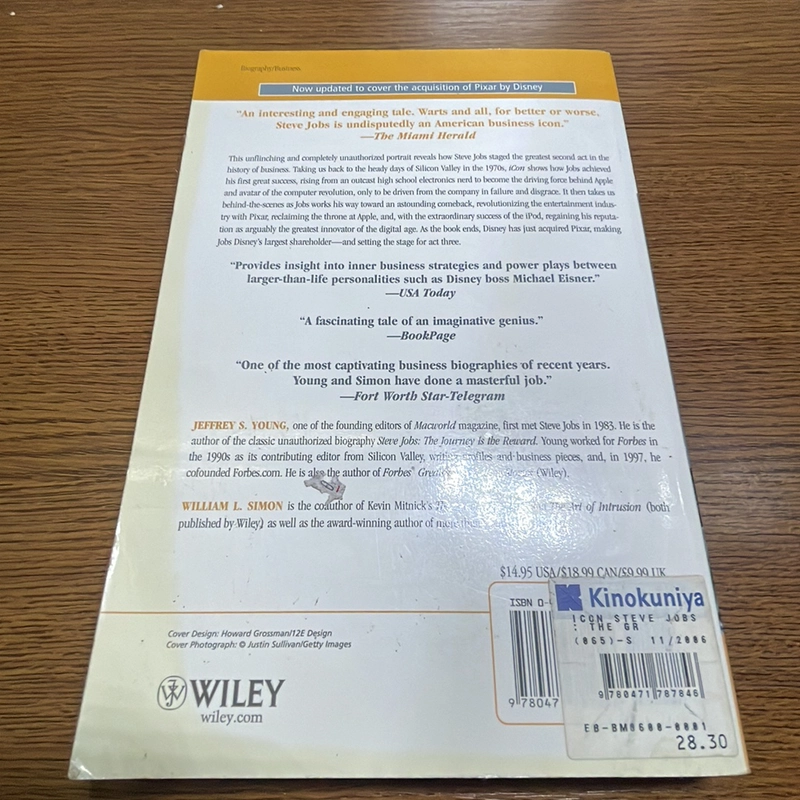 Biography/Business
Now updated to cover the acquisition of Pixar by Disney
“An interesting and engaging tale. Warts and all, for better or worse,
Steve Jobs is undisputedly an American business icon.”
—The Miami Herald
This unflinching and completely unauthorized portrait reveals how Steve Jobs staged the greatest second act in the
history of business. Taking us back to the heady days of Silicon Valley in the 1970s, iCon shows how Jobs achieved
his first great success, rising from an outcast high school electronics nerd to become the driving force behind Apple
and avatar of the computer revolution, only to be driven from the company in failure and disgrace. It then takes us
behind-the-scenes as Jobs works his way toward an astounding comeback, revolutionizing the entertainment indus-
try with Pixar, reclaiming the throne at Apple, and, with the extraordinary success of the iPod, regaining his reputa-
tion as arguably the greatest innovator of the digital age. As the book ends, Disney has just acquired Pixar, making
Jobs Disney's largest shareholder—and setting the stage for act three.
“Provides insight into inner business strategies and power plays between
larger-than-life personalities such as Disney boss Michael Eisner.”
—USA Today
“A fascinating tale of an imaginative genius.”
—BookPage
“One of the most captivating business biographies of recent years.
Young and Simon have done a masterful job.”
—Fort Worth Star-Telegram
JEFFREY S. YOUNG, one of the founding editors of Macworld magazine, first met Steve Jobs in 1983. He is the
author of the classic unauthorized biography Steve Jobs: The Journey is the Reward. Young worked for Forbes in
the 1990s as its contributing editor from Silicon Valley, writing profiles and business pieces, and, in 1997, he
cofounded Forbes.com. He is also the author of Forbes® (Wiley).
WILLIAM L. SIMON is the coauthor of Kevin Mitnick's The Art of Intrusion (both
published by Wiley) as well as the award-winning author of more
$14.95 USA/$18.99 CAN/£9.99 UK
ISBN 0-
9 78047
Kinokuniya
ICON STEVE JOBS
: THE GR
(065)-S 11/2006
9 780471 787846
EB-BM0600-0001
28.30
Cover Design: Howard Grossman/12E Design
Cover Photograph: © Justin Sullivan/Getty Images
WILEY
wiley.com